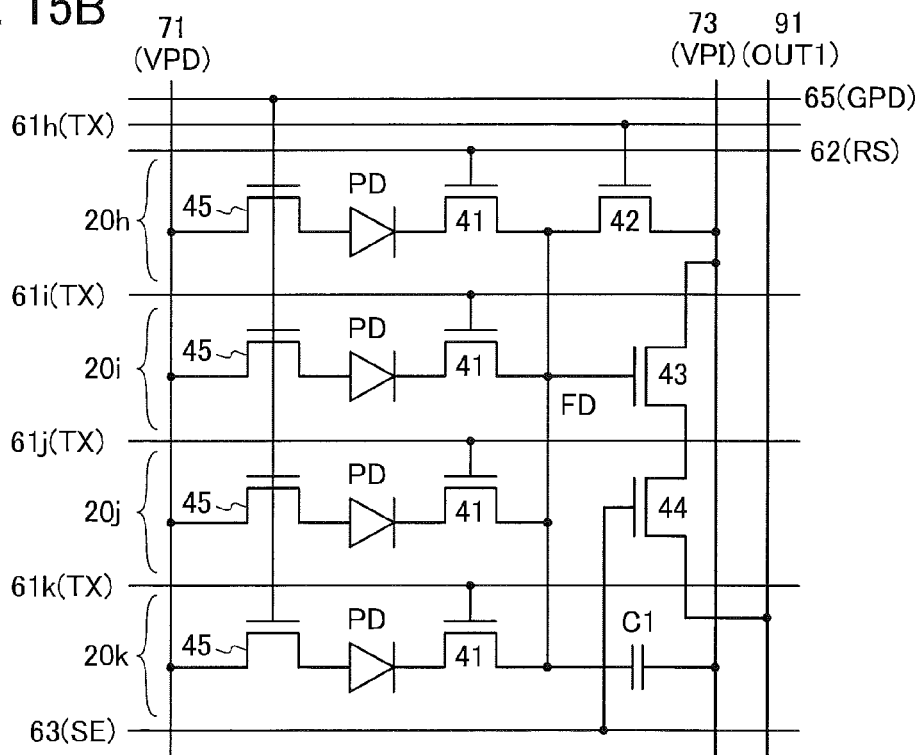 15B
71
(VPD)
73
(VPI)
91
(OUT1)
65(GPD)
61h(TX)
62(RS)
20h
45
PD
41
42
61i(TX)
20i
45
PD
41
43
FD
61j(TX)
20j
45
PD
41
44
61k(TX)
20k
45
PD
41
C1
63(SE)